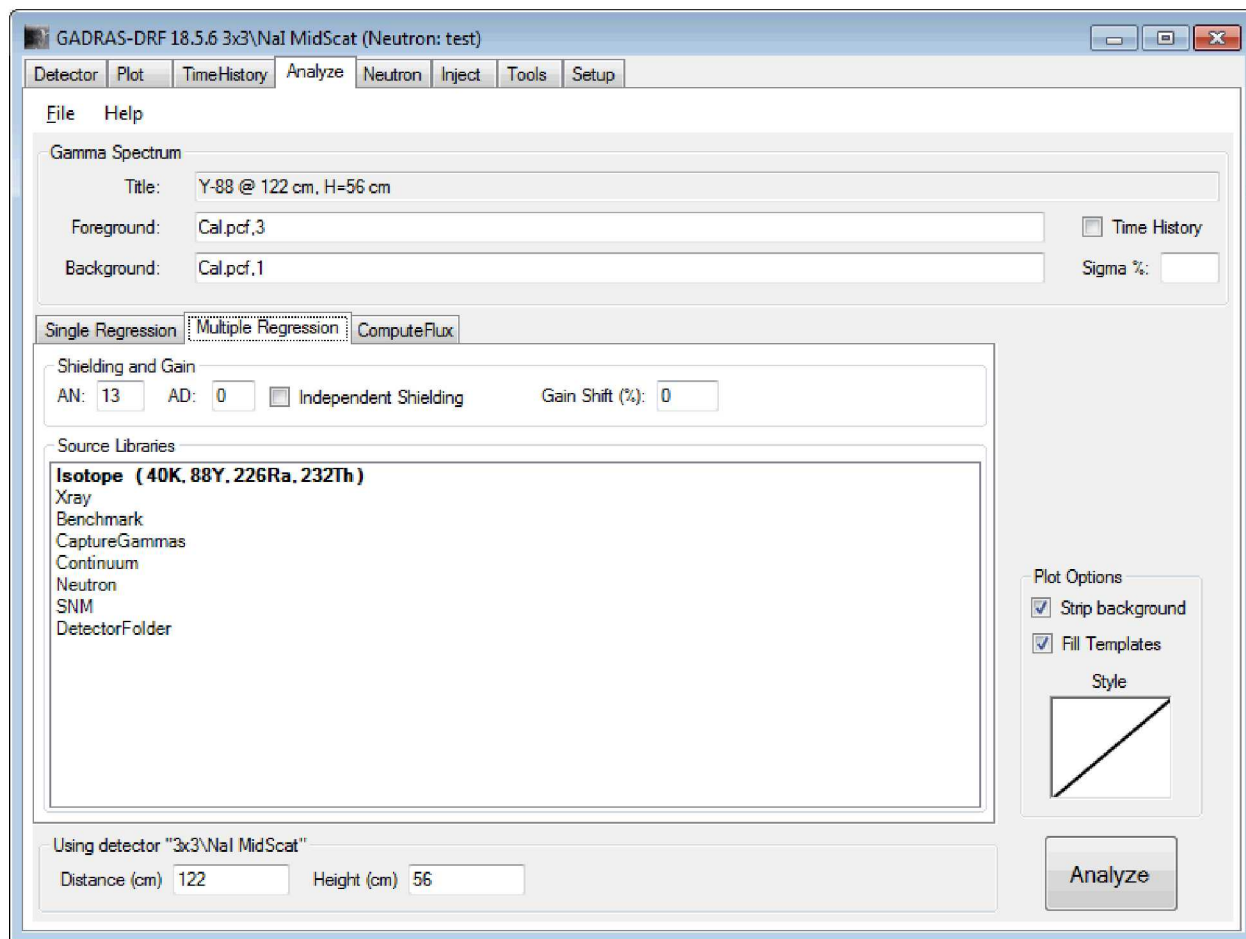 GADRAS-DRF 18.5.6 3x3\NaI MidScat (Neutron: test)
Detector Plot TimeHistory Analyze Neutron Inject Tools Setup
File Help
Gamma Spectrum
Title: Y-88 @ 122 cm, H=56 cm
Foreground: Cal.pcf,3 Time History
Background: Cal.pcf,1 Sigma %:
Single Regression Multiple Regression ComputeFlux
Shielding and Gain
AN: 13 AD: 0 Independent Shielding Gain Shift (%): 0
Source Libraries
Isotope (40K, 88Y, 226Ra, 232Th)
Xray
Benchmark
CaptureGammas
Continuum
Neutron
SNM
DetectorFolder
Plot Options
Strip background
Fill Templates
Style
Using detector "3x3\NaI MidScat"
Distance (cm) 122 Height (cm) 56
Analyze